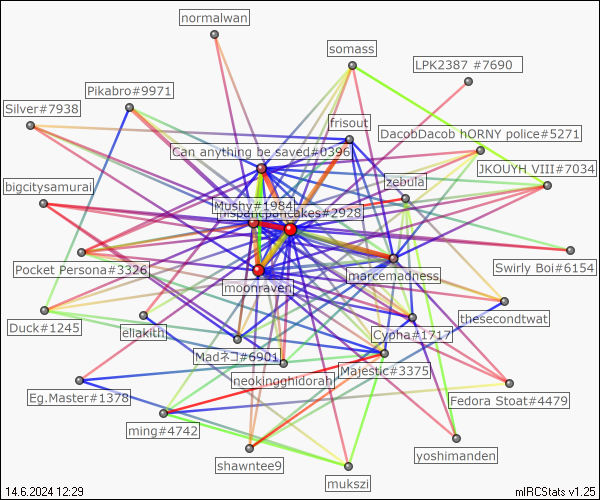 normalwan
somass
LPK2387 #7690
Pikabro#9971
Silver#7938
frisout
DacobDacob hORNY police#5271
Can anything be saved#0396
JKOUYH_VIII#7034
zebula
bigcitysamurai
Mushy#1984
hispanicpancakes#2928
Pocket Persona#3326
marcemadness
Swirly Boi#6154
moonraven
Duck#1245
eliakith
Cypha#1717
thesecondtwat
Madネコ#6901
neokingghidorah
Majestic#3375
Eg.Master#1378
Fedora Stoat#4479
ming#4742
shawntee9
yoshimanden
mukszi
14.6.2024 12:29
mIRCStats v1.25